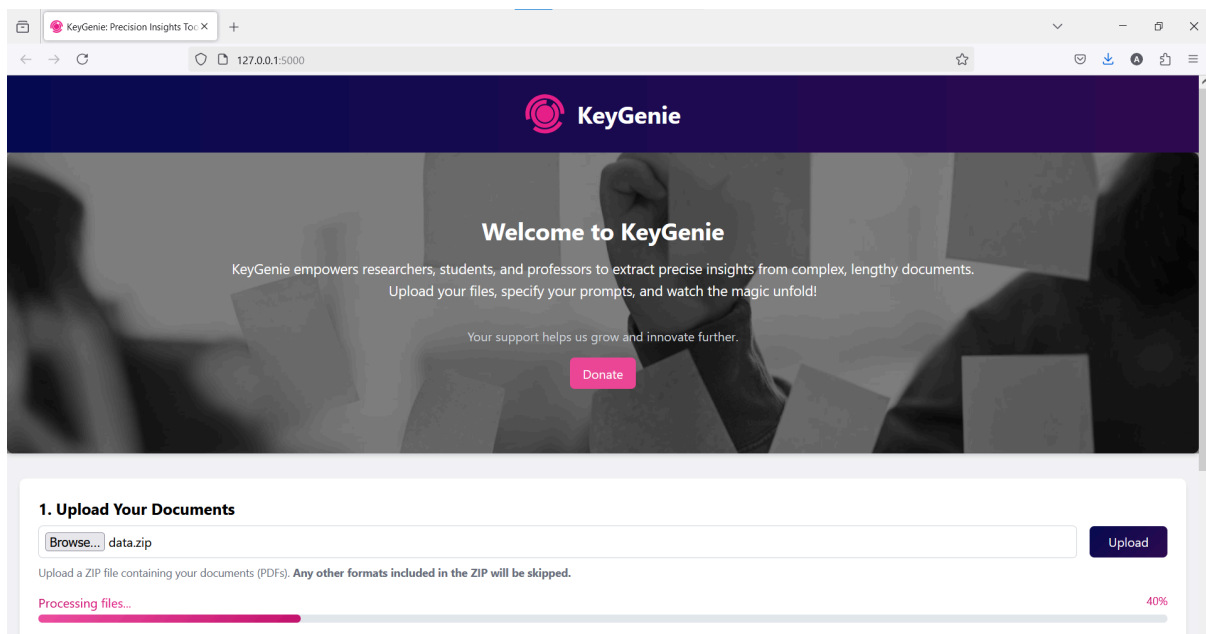 KeyGenie: Precision Insights Too
127.0.0.1:5000
A
KeyGenie
Welcome to KeyGenie
KeyGenie empowers researchers, students, and professors to extract precise insights from complex, lengthy documents.
Upload your files, specify your prompts, and watch the magic unfold!
Your support helps us grow and innovate further.
Donate
1. Upload Your Documents
Browse... data.zip
Upload
Upload a ZIP file containing your documents (PDFs). Any other formats included in the ZIP will be skipped.
Processing files... 40%